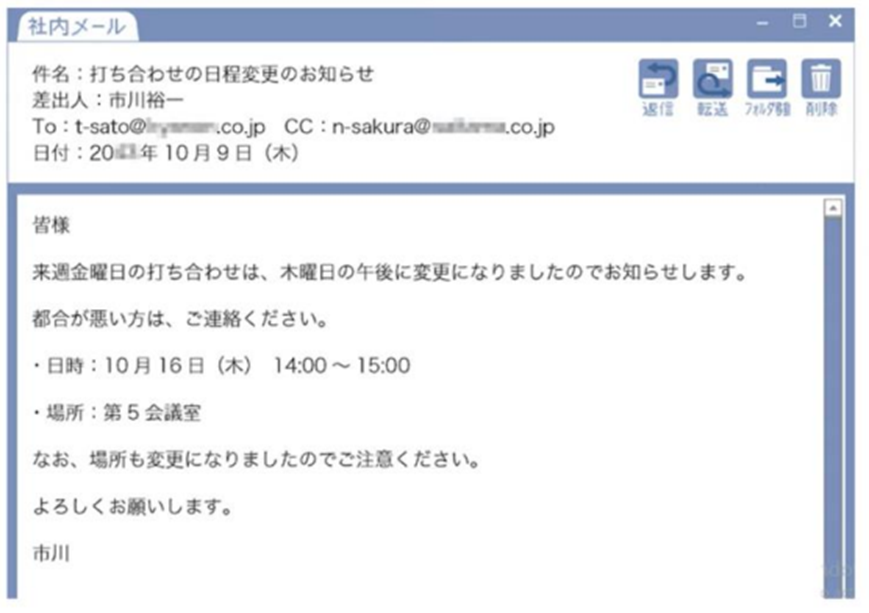 社内メール
件名：打ち合わせの日程変更のお知らせ
差出人：市川裕一
To：t-sato@ .co.jp CC：n-sakura@ .co.jp
日付：20 年10月9日（木）
返信 転送 フォルダ移動 削除
皆様
来週金曜日の打ち合わせは、木曜日の午後に変更になりましたのでお知らせします。
都合が悪い方は、ご連絡ください。
・日時：10月16日（木） 14:00～15:00
・場所：第5会議室
なお、場所も変更になりましたのでご注意ください。
よろしくお願いします。
市川